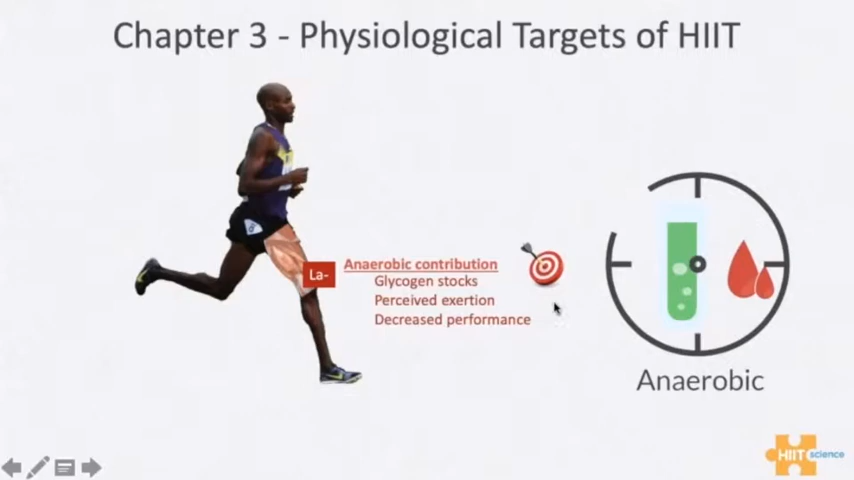 Chapter 3 - Physiological Targets of HIIT
La-
Anaerobic contribution
Glycogen stocks
Perceived exertion
Decreased performance
Anaerobic
HIIT science